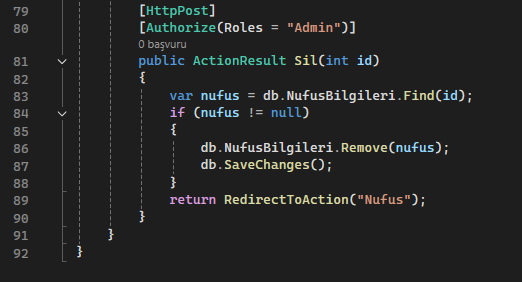 79 [HttpPost]
80 [Authorize(Roles = "Admin")]
0 başvuru
81 public ActionResult Sil(int id)
82 {
83 var nufus = db.NufusBilgileri.Find(id);
84 if (nufus != null)
85 {
86 db.NufusBilgileri.Remove(nufus);
87 db.SaveChanges();
88 }
89 return RedirectToAction("Nufus");
90 }
91 }
92 }